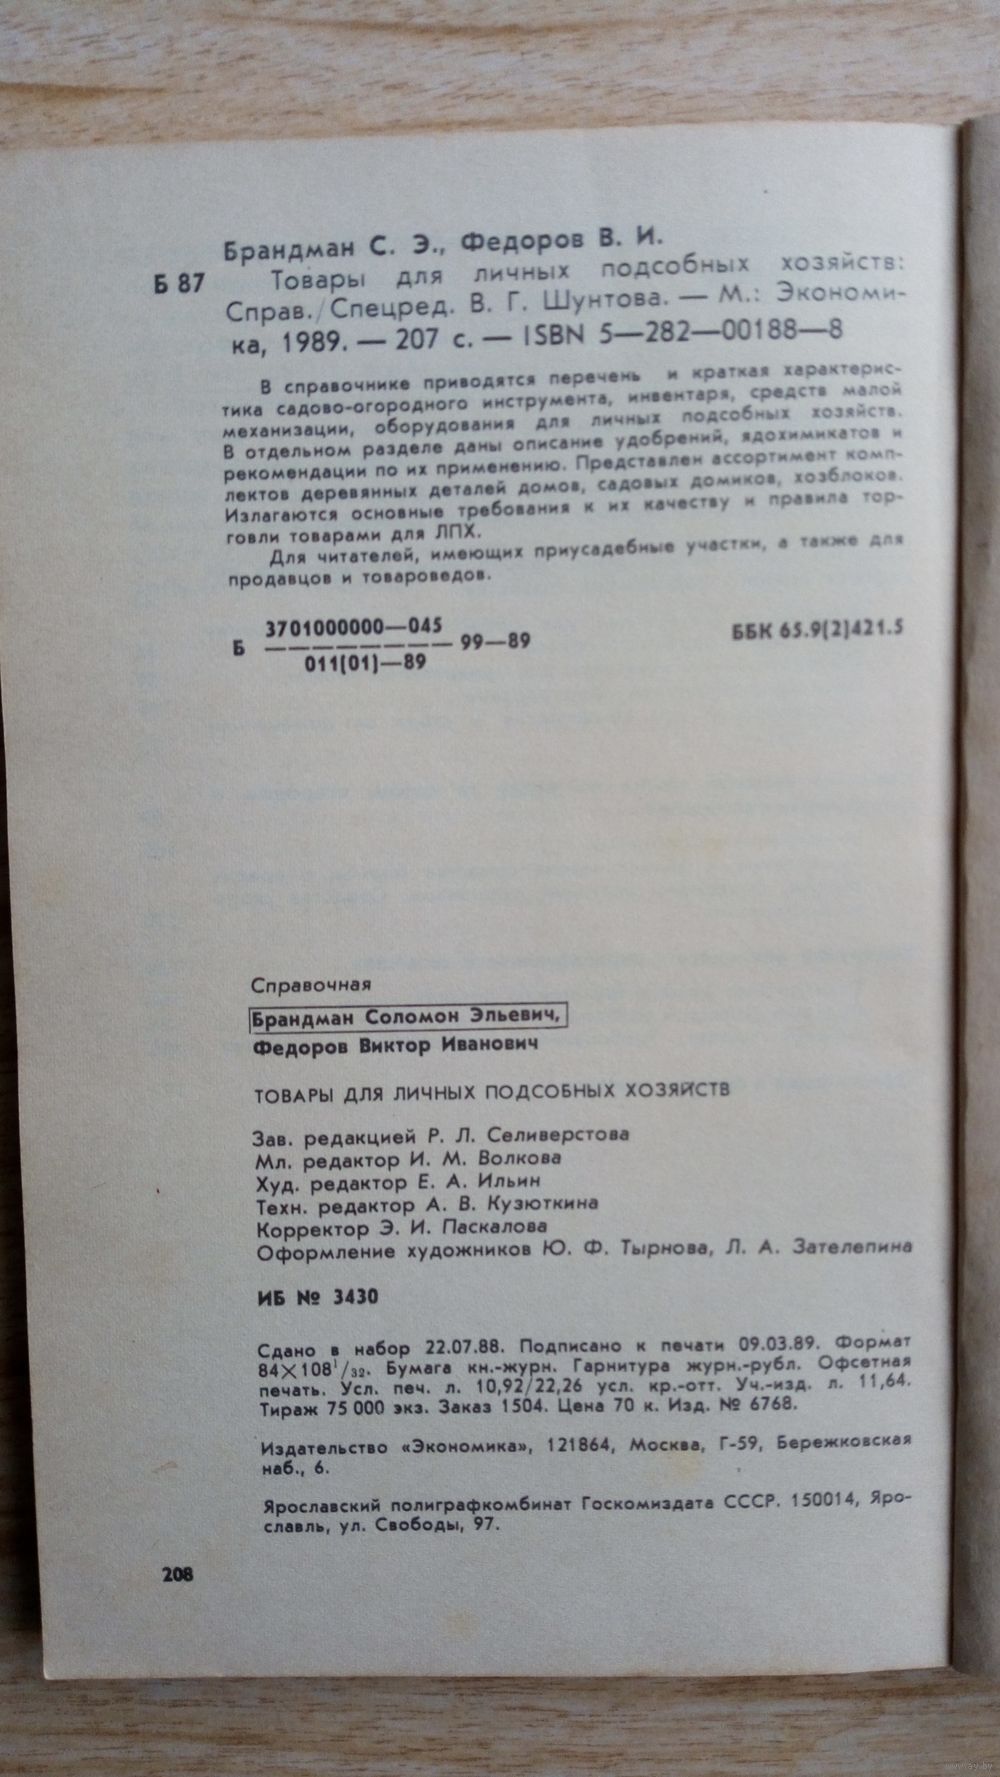 Брандман С. Э., Федоров В. И.
Б 87 Товары для личных подсобных хозяйств:
Справ./Спецред. В. Г. Шунтова. — М.: Экономи-
ка, 1989. — 207 с. — ISBN 5—282—00188—8
В справочнике приводятся перечень и краткая характерис-
тика садово-огородного инструмента, инвентаря, средств малой
механизации, оборудования для личных подсобных хозяйств.
В отдельном разделе даны описание удобрений, ядохимикатов и
рекомендации по их применению. Представлен ассортимент комп-
лектов деревянных деталей домов, садовых домиков, хозблоков.
Излагаются основные требования к их качеству и правила тор-
говли товарами для ЛПХ.
Для читателей, имеющих приусадебные участки, а также для
продавцов и товароведов.
3701000000—045
Б ————————— 99—89 ББК 65.9(2)421.5
011(01)—89
Справочная
Брандман Соломон Эльевич,
Федоров Виктор Иванович
ТОВАРЫ ДЛЯ ЛИЧНЫХ ПОДСОБНЫХ ХОЗЯЙСТВ
Зав. редакцией Р. Л. Селиверстова
Мл. редактор И. М. Волкова
Худ. редактор Е. А. Ильин
Техн. редактор А. В. Кузюткина
Корректор Э. И. Паскалова
Оформление художников Ю. Ф. Тырнова, Л. А. Зателепина
ИБ № 3430
Сдано в набор 22.07.88. Подписано к печати 09.03.89. Формат
84×108¹/₃₂. Бумага кн.-журн. Гарнитура журн.-рубл. Офсетная
печать. Усл. печ. л. 10,92/22,26 усл. кр.-отт. Уч.-изд. л. 11,64.
Тираж 75 000 экз. Заказ 1504. Цена 70 к. Изд. № 6768.
Издательство «Экономика», 121864, Москва, Г-59, Бережковская
наб., 6.
Ярославский полиграфкомбинат Госкомиздата СССР. 150014, Яро-
славль, ул. Свободы, 97.
208
www.ay.by